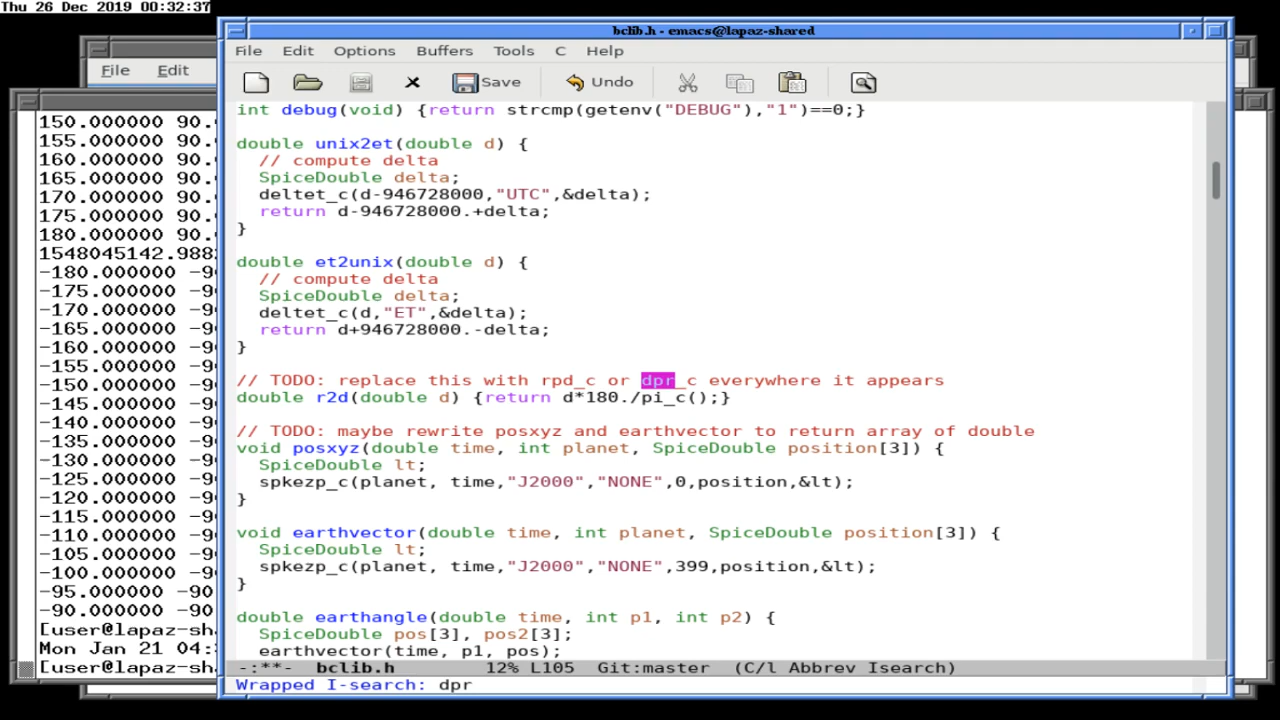 Thu 26 Dec 2019 00:32:37
bclib.h - emacs@lapaz-shared
File Edit
File Edit Options Buffers Tools C Help
Save Undo
150.000000 90.
155.000000 90.
160.000000 90.
165.000000 90.
170.000000 90.
175.000000 90.
180.000000 90.
1548045142.988
-180.000000 -9
-175.000000 -9
-170.000000 -9
-165.000000 -9
-160.000000 -9
-155.000000 -9
-150.000000 -9
-145.000000 -9
-140.000000 -9
-135.000000 -9
-130.000000 -9
-125.000000 -9
-120.000000 -9
-115.000000 -9
-110.000000 -9
-105.000000 -9
-100.000000 -9
-95.000000 -90
-90.000000 -90
[user@lapaz-sh
Mon Jan 21 04:
[user@lapaz-sh
int debug(void) {return strcmp(getenv("DEBUG"),"1")==0;}
double unix2et(double d) {
// compute delta
SpiceDouble delta;
deltet_c(d-946728000,"UTC",&delta);
return d-946728000.+delta;
}
double et2unix(double d) {
// compute delta
SpiceDouble delta;
deltet_c(d,"ET",&delta);
return d+946728000.-delta;
}
// TODO: replace this with rpd_c or dpr_c everywhere it appears
double r2d(double d) {return d*180./pi_c();}
// TODO: maybe rewrite posxyz and earthvector to return array of double
void posxyz(double time, int planet, SpiceDouble position[3]) {
SpiceDouble lt;
spkezp_c(planet, time,"J2000","NONE",0,position,&lt);
}
void earthvector(double time, int planet, SpiceDouble position[3]) {
SpiceDouble lt;
spkezp_c(planet, time,"J2000","NONE",399,position,&lt);
}
double earthangle(double time, int p1, int p2) {
SpiceDouble pos[3], pos2[3];
earthvector(time, p1, pos);
-:**- bclib.h 12% L105 Git:master (C/l Abbrev Isearch)
Wrapped I-search: dpr